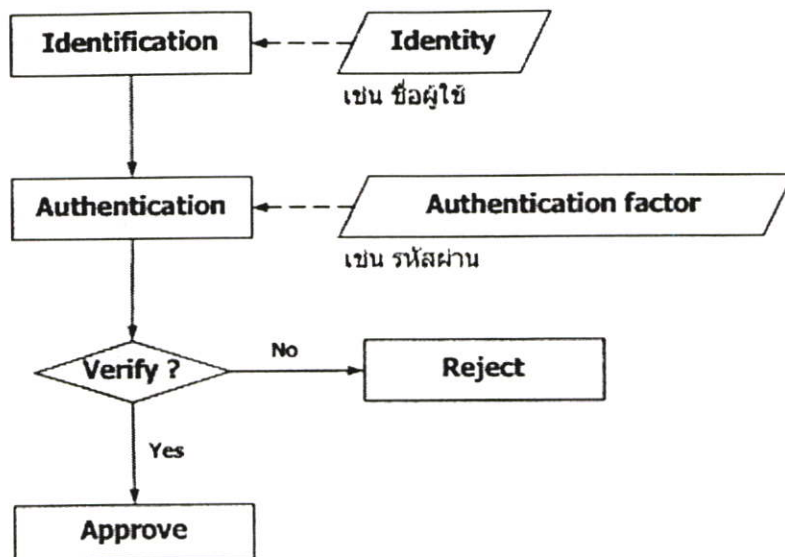 Identification
Identity
เช่น ชื่อผู้ใช้
Authentication
Authentication factor
เช่น รหัสผ่าน
Verify ?
No
Reject
Yes
Approve